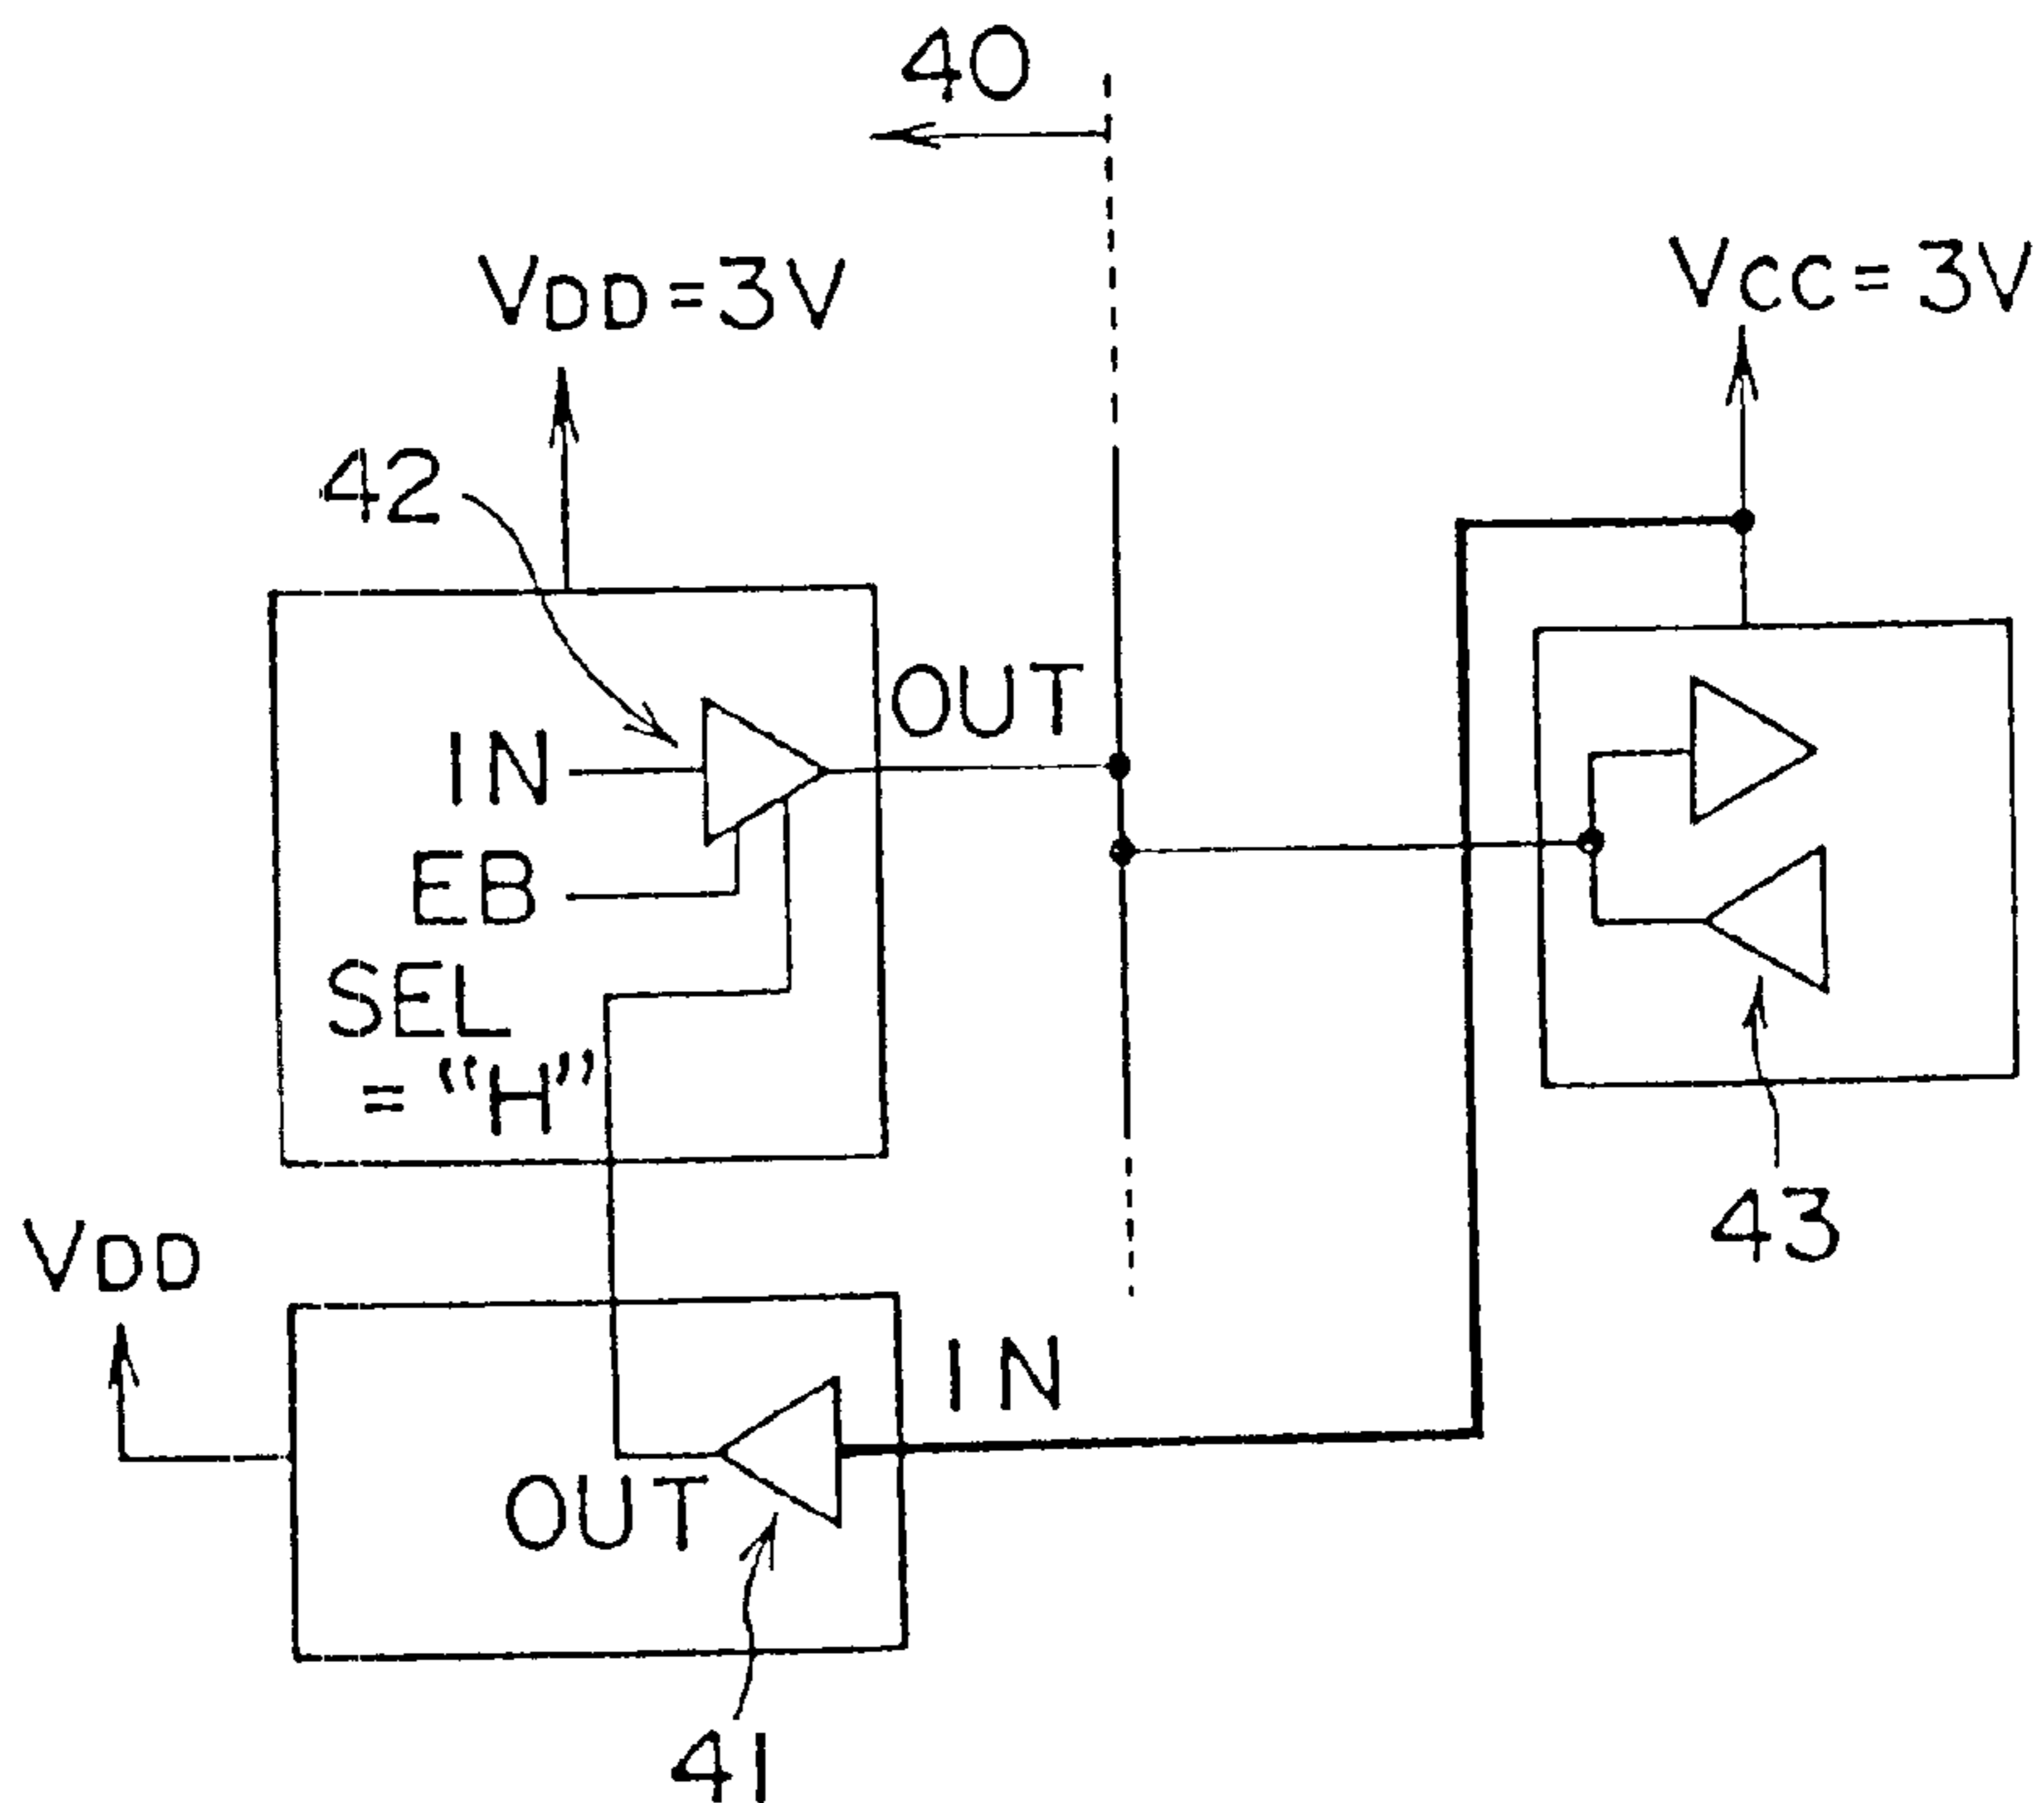 40
VDD=3V
VCC=3V
42
OUT
IN
EB
SEL
="H"
43
VDD
IN
OUT
41